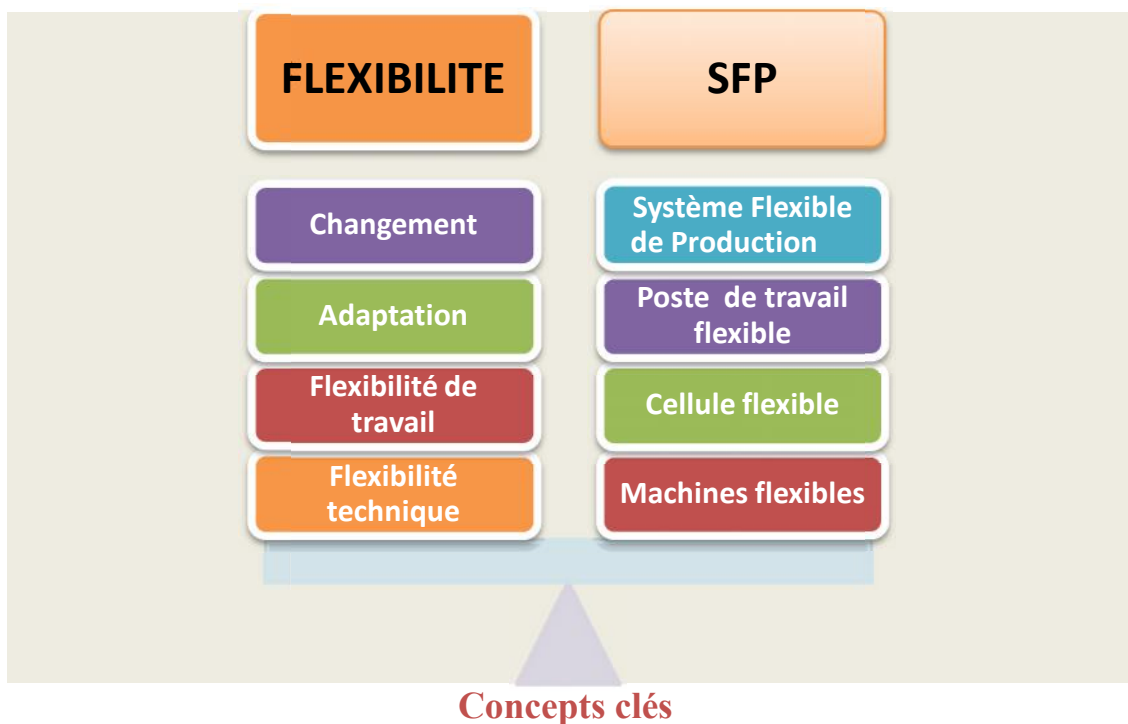 FLEXIBILITE
Changement
Adaptation
Flexibilité de
travail
Flexibilité
technique
SFP
Système Flexible
de Production
Poste de travail
flexible
Cellule flexible
Machines flexibles
Concepts clés